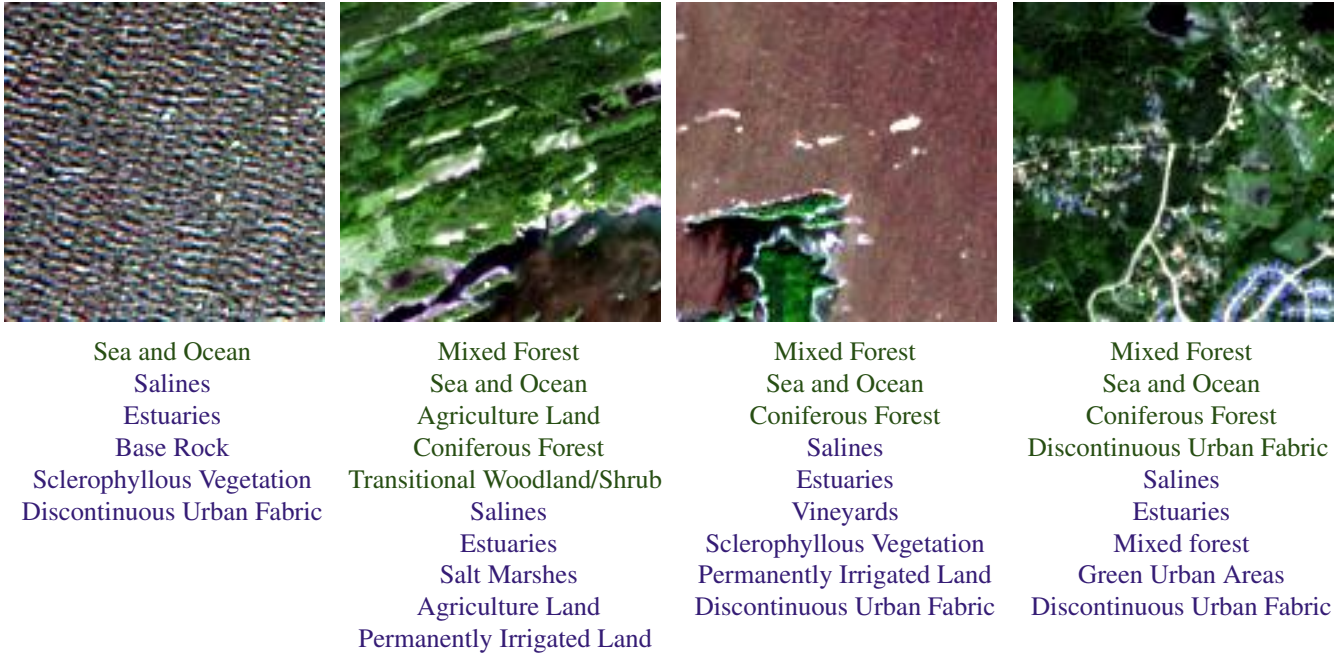 Sea and Ocean
Salines
Estuaries
Base Rock
Sclerophyllous Vegetation
Discontinuous Urban Fabric
Mixed Forest
Sea and Ocean
Agriculture Land
Coniferous Forest
Transitional Woodland/Shrub
Salines
Estuaries
Salt Marshes
Agriculture Land
Permanently Irrigated Land
Mixed Forest
Sea and Ocean
Coniferous Forest
Salines
Estuaries
Vineyards
Sclerophyllous Vegetation
Permanently Irrigated Land
Discontinuous Urban Fabric
Mixed Forest
Sea and Ocean
Coniferous Forest
Discontinuous Urban Fabric
Salines
Estuaries
Mixed forest
Green Urban Areas
Discontinuous Urban Fabric